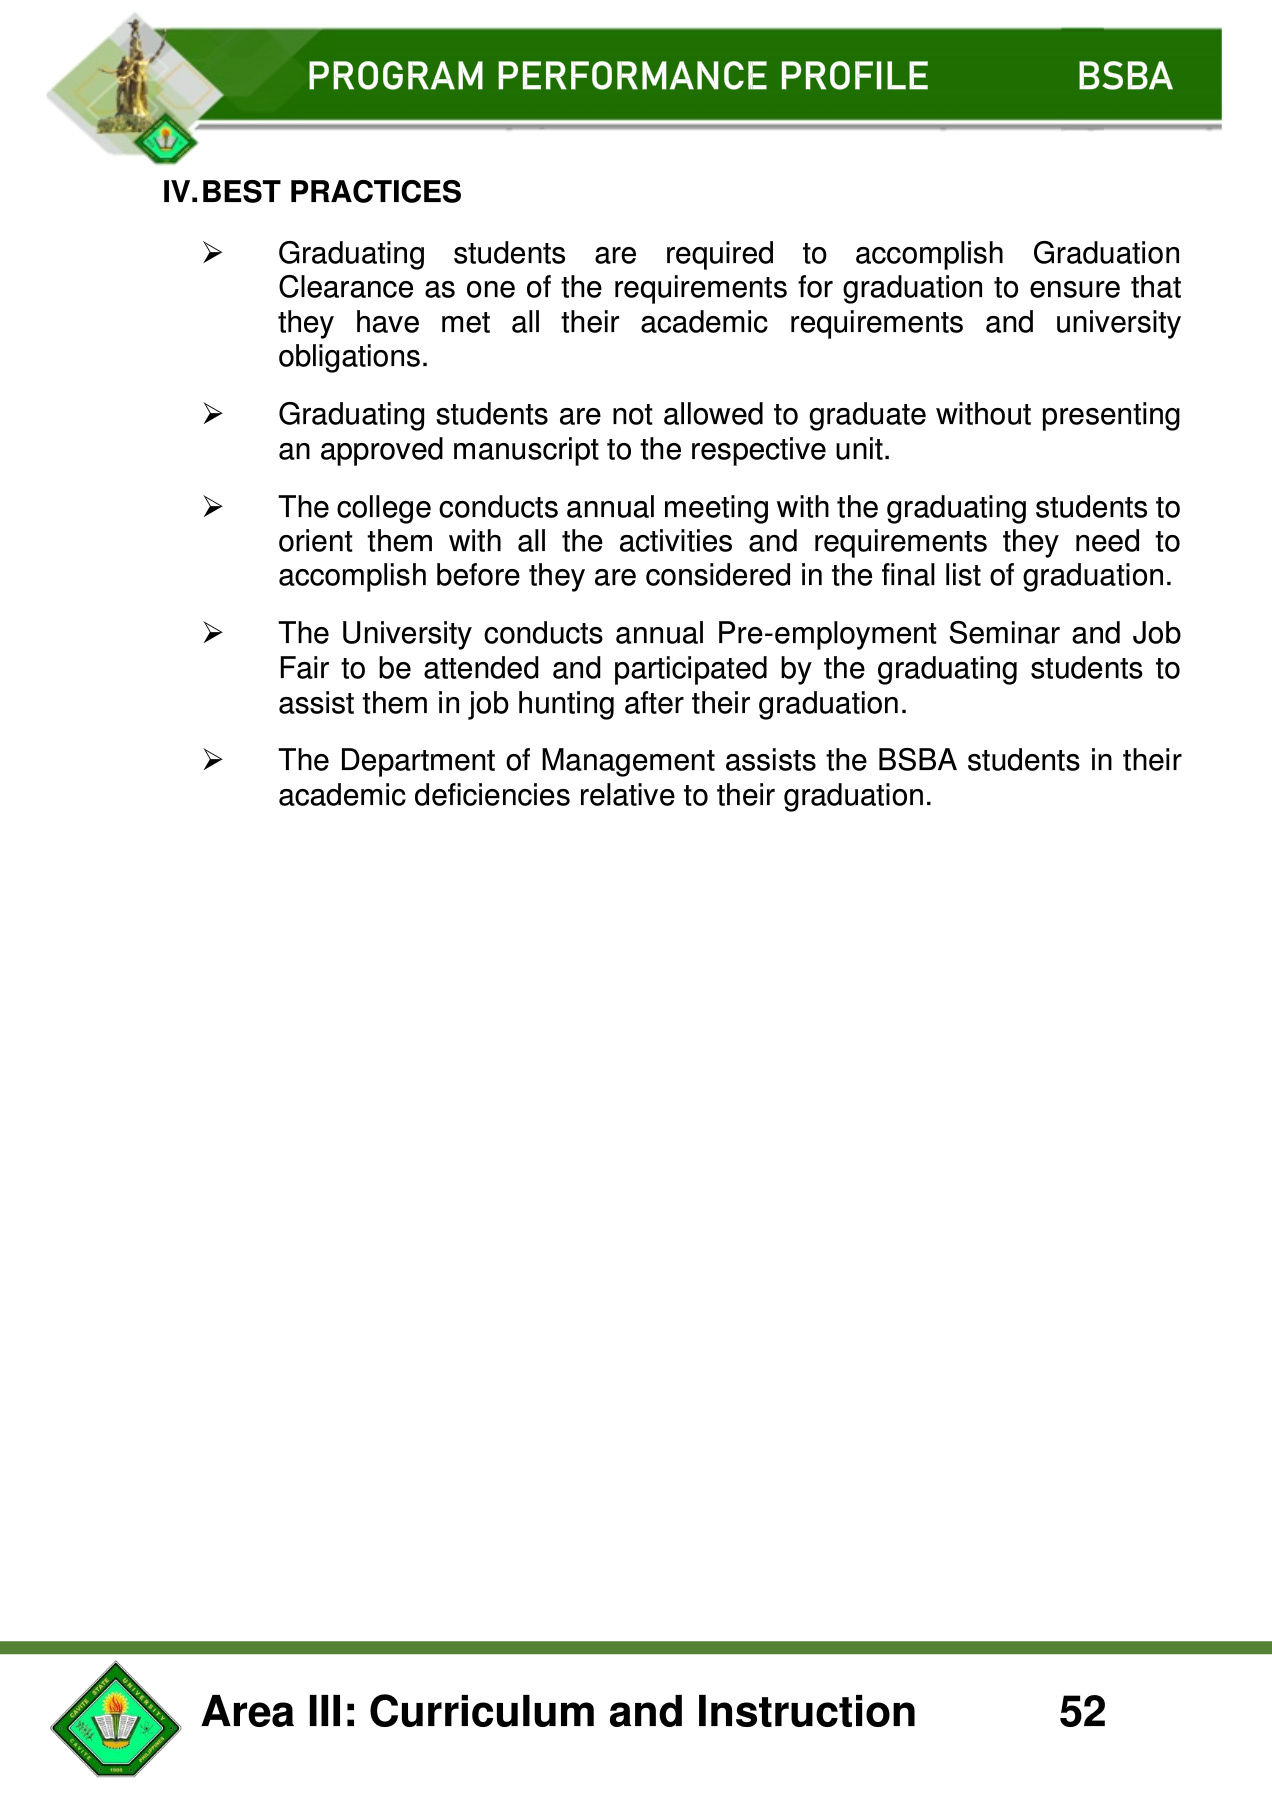 PROGRAM PERFORMANCE PROFILE BSBA
IV. BEST PRACTICES
➢ Graduating students are required to accomplish Graduation
Clearance as one of the requirements for graduation to ensure that
they have met all their academic requirements and university
obligations.
➢ Graduating students are not allowed to graduate without presenting
an approved manuscript to the respective unit.
➢ The college conducts annual meeting with the graduating students to
orient them with all the activities and requirements they need to
accomplish before they are considered in the final list of graduation.
➢ The University conducts annual Pre-employment Seminar and Job
Fair to be attended and participated by the graduating students to
assist them in job hunting after their graduation.
➢ The Department of Management assists the BSBA students in their
academic deficiencies relative to their graduation.
CAVITE STATE UNIVERSITY
CAVITE PHILIPPINES
Area III: Curriculum and Instruction 52